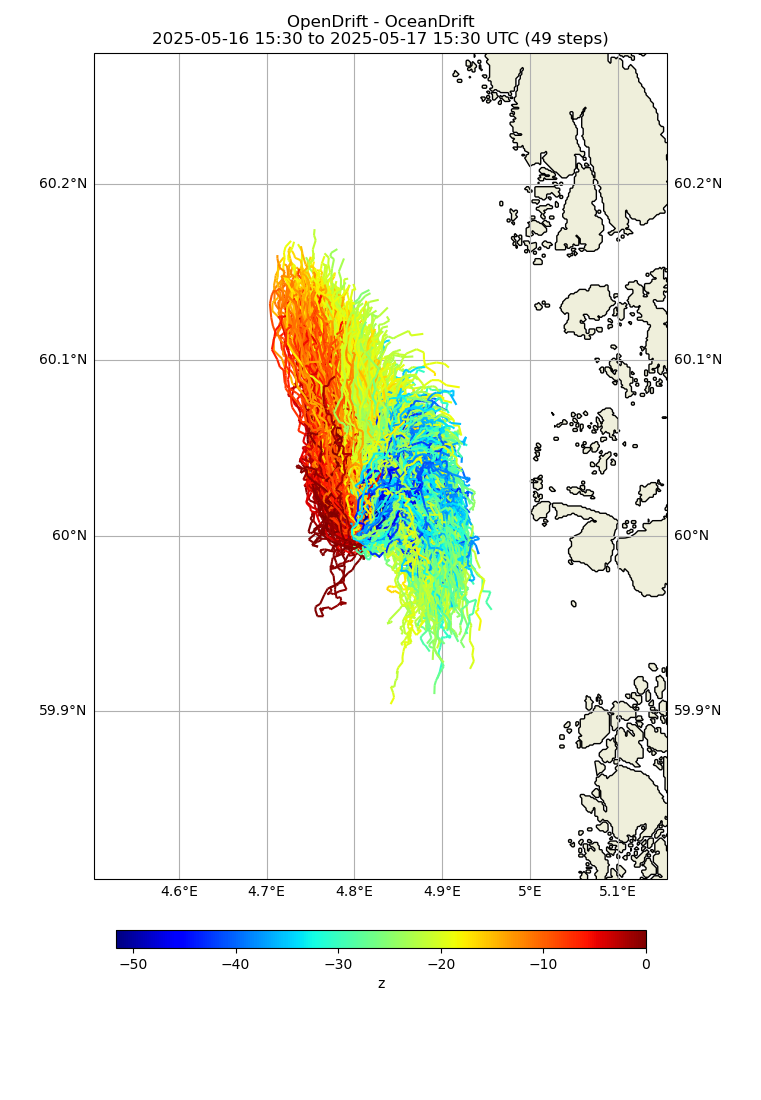 OpenDrift - OceanDrift
2025-05-16 15:30 to 2025-05-17 15:30 UTC (49 steps)
60.2°N
60.2°N
60.1°N
60.1°N
60°N
60°N
59.9°N
59.9°N
4.6°E
4.7°E
4.8°E
4.9°E
5°E
5.1°E
−50
−40
−30
−20
−10
0
z